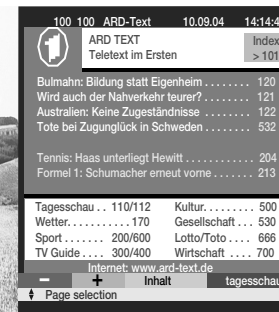 100 100 ARD-Text 10.09.04 14:14:4
ARD TEXT Index
Teletext im Ersten > 101
Bulmahn: Bildung statt Eigenheim . . . . . . . . 120
Wird auch der Nahverkehr teurer? . . . . . . . . 121
Australien: Keine Zugeständnisse . . . . . . . . . 122
Tote bei Zugunglück in Schweden . . . . . . . . 532
Tennis: Haas unterliegt Hewitt . . . . . . . . . . . . 204
Formel 1: Schumacher erneut vorne . . . . . . . 213
Tagesschau . . 110/112 Kultur. . . . . . . . . 500
Wetter. . . . . . . . . . . 170 Gesellschaft . . . 530
Sport . . . . . . . 200/600 Lotto/Toto . . . . 666
TV Guide . . . . 300/400 Wirtschaft . . . . 700
Internet: www.ard-text.de
− + Inhalt tagesschau
Page selection